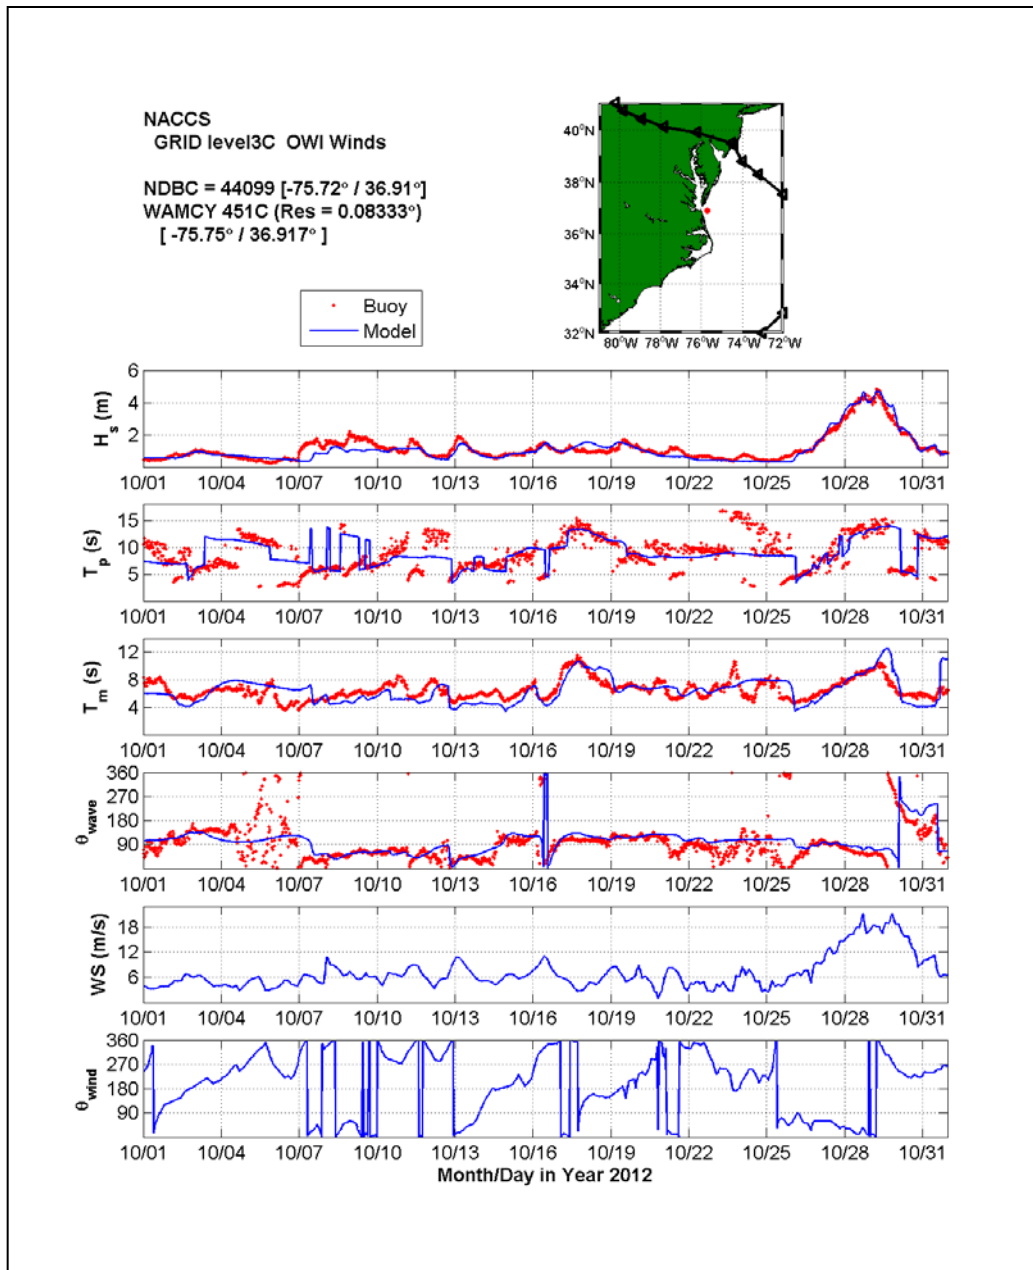 NACCS
GRID level3C OWI Winds
NDBC = 44099 [-75.72° / 36.91°]
WAMCY 451C (Res = 0.08333°)
[ -75.75° / 36.917° ]
40°N
38°N
36°N
34°N
32°N
80°W 78°W 76°W 74°W 72°W
Buoy
Model
H_s (m)
6
4
2
10/01 10/04 10/07 10/10 10/13 10/16 10/19 10/22 10/25 10/28 10/31
T_p (s)
15
10
5
10/01 10/04 10/07 10/10 10/13 10/16 10/19 10/22 10/25 10/28 10/31
T_m (s)
12
8
4
10/01 10/04 10/07 10/10 10/13 10/16 10/19 10/22 10/25 10/28 10/31
θ_wave
360
270
180
90
10/01 10/04 10/07 10/10 10/13 10/16 10/19 10/22 10/25 10/28 10/31
WS (m/s)
18
12
6
10/01 10/04 10/07 10/10 10/13 10/16 10/19 10/22 10/25 10/28 10/31
θ_wind
360
270
180
90
10/01 10/04 10/07 10/10 10/13 10/16 10/19 10/22 10/25 10/28 10/31
Month/Day in Year 2012